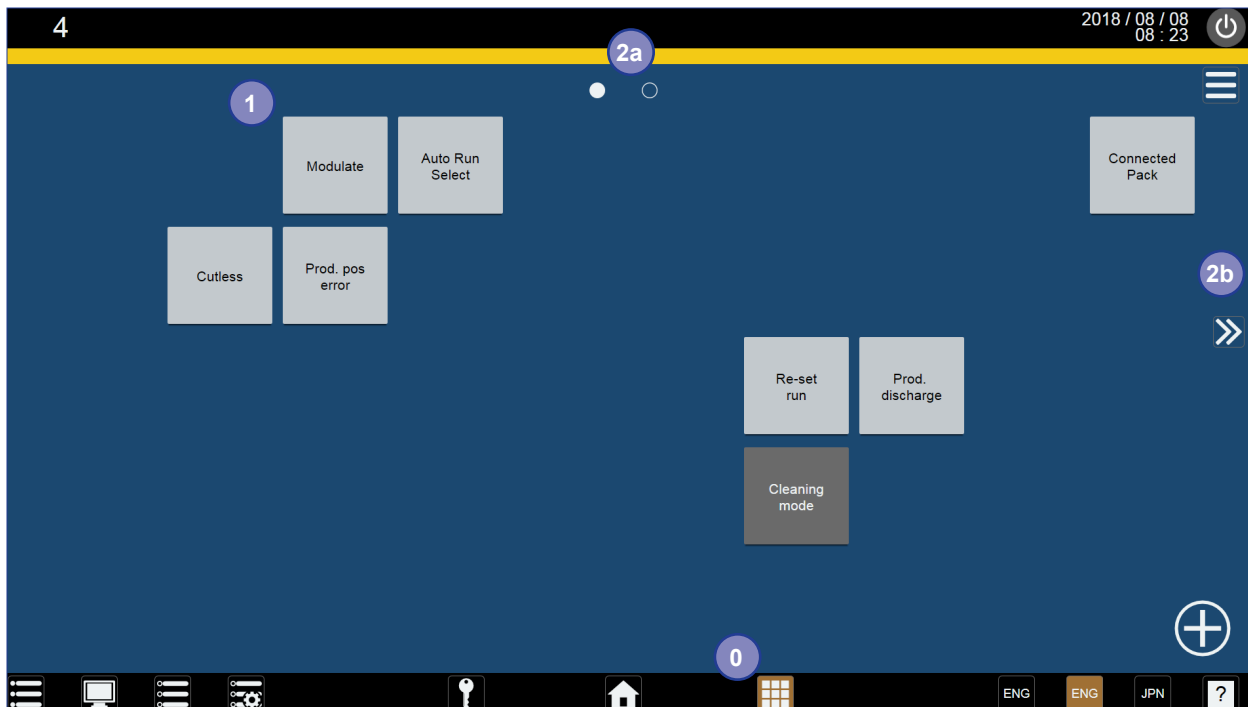 4
2018 / 08 / 08
08 : 23
2a
1
Modulate
Auto Run
Select
Connected
Pack
Cutless
Prod. pos
error
2b
Re-set
run
Prod.
discharge
Cleaning
mode
0
ENG
ENG
JPN
?